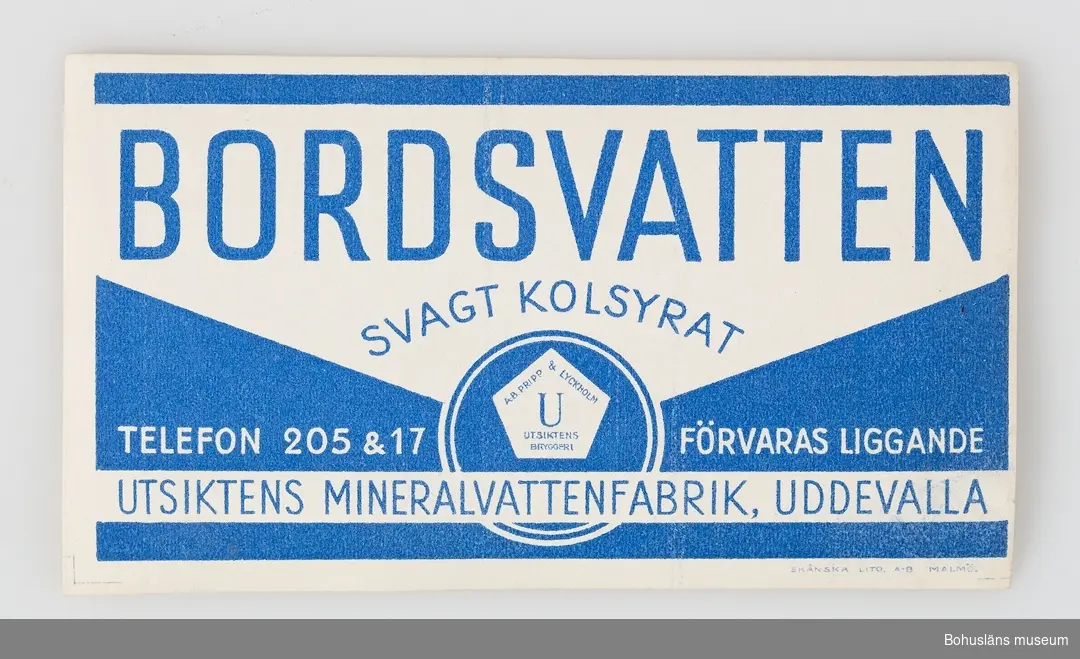 BORDSVATTEN
SVAGT KOLSYRAT
A.B. PRIPP & LYCKHOLM
U
UTSIKTENS
BRYGGERI
TELEFON 205 & 17
FÖRVARAS LIGGANDE
UTSIKTENS MINERALVATTENFABRIK, UDDEVALLA
SKÅNSKA LITO. A-B MALMÖ.
Bohusläns museum